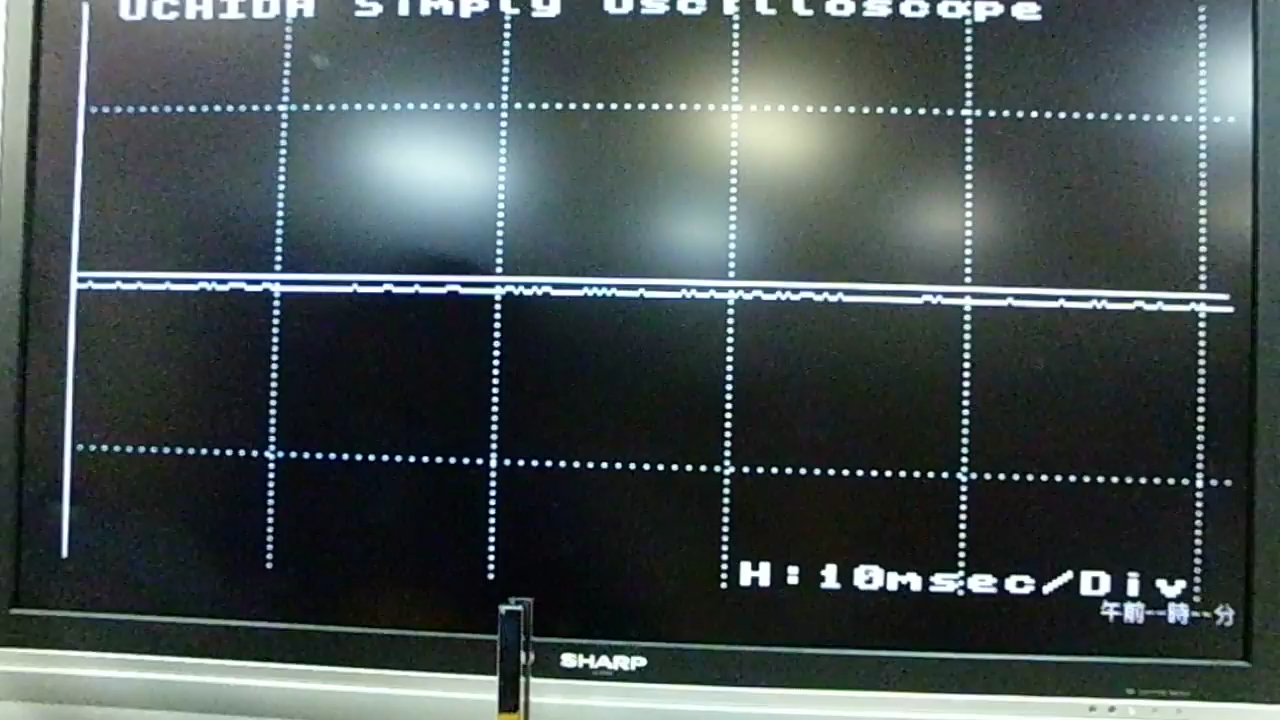 UCHIDA Simply Oscilloscope
H:10msec/Div
午前--時--分
SHARP